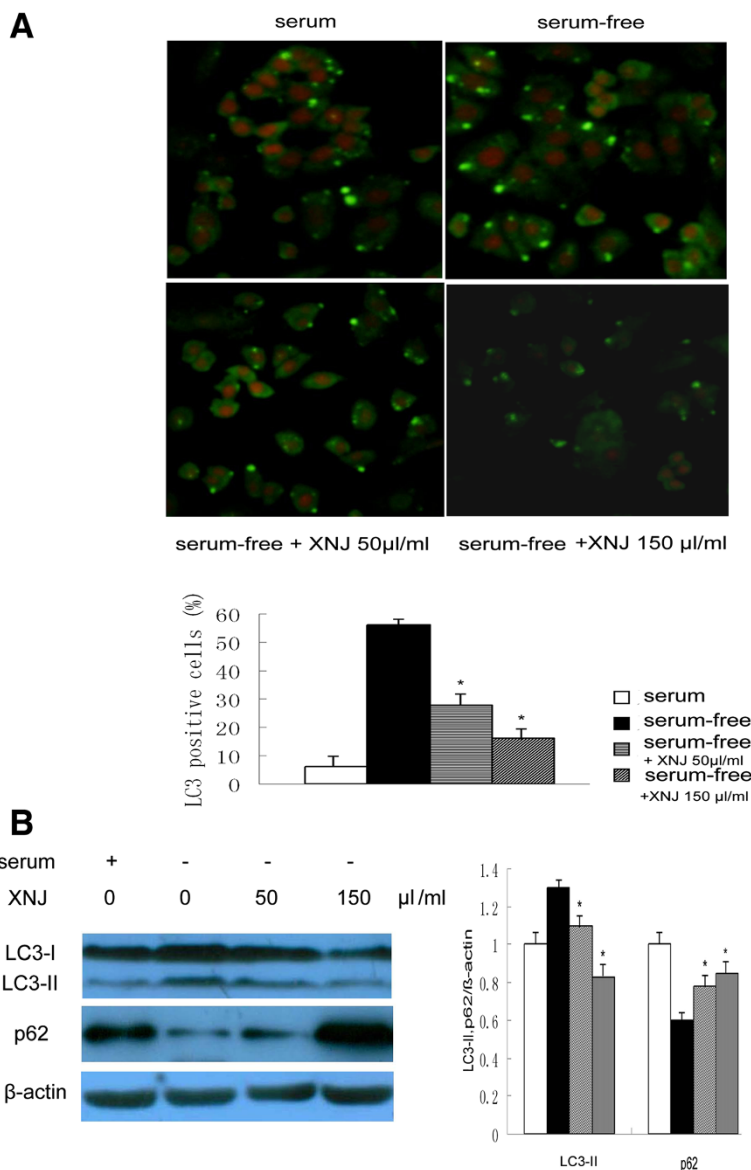 A
serum serum-free
serum-free + XNJ 50μl/ml serum-free +XNJ 150 μl/ml
LC3 positive cells (%)
60
50
40
30
20
10
0
*
*
serum
serum-free
serum-free
+ XNJ 50μl/ml
serum-free
+XNJ 150 μl/ml
B
serum + - - -
XNJ 0 0 50 150 μl/ml
LC3-I
LC3-II
p62
β-actin
LC3-II,p62/ß-actin
1.4
1.2
1
0.8
0.6
0.4
0.2
0
*
*
*
*
LC3-II p62